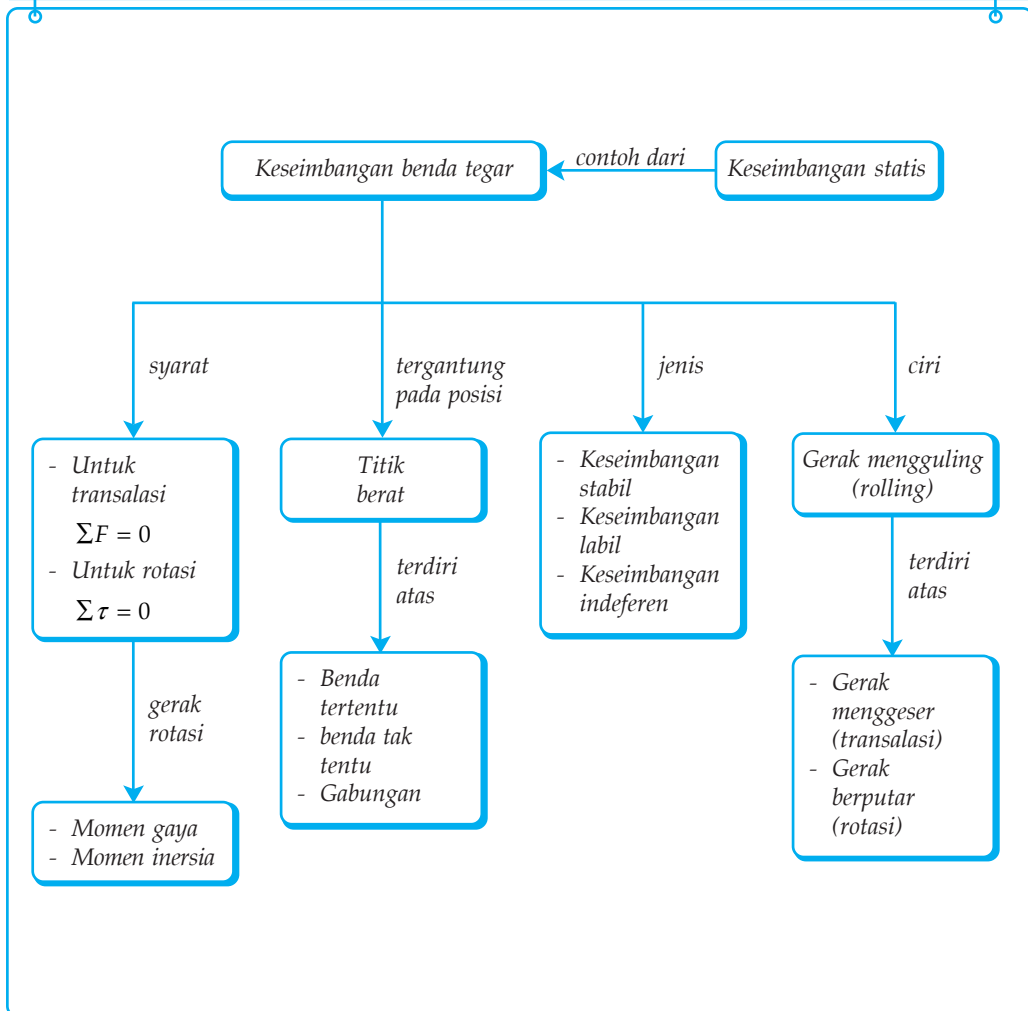 Keseimbangan benda tegar
contoh dari
Keseimbangan statis
syarat
tergantung
pada posisi
jenis
ciri
- Untuk
transalasi
ΣF = 0
- Untuk rotasi
Στ = 0
Titik
berat
- Keseimbangan
stabil
- Keseimbangan
labil
- Keseimbangan
indeferen
Gerak mengguling
(rolling)
gerak
rotasi
terdiri
atas
terdiri
atas
- Momen gaya
- Momen inersia
- Benda
tertentu
- benda tak
tentu
- Gabungan
- Gerak
menggeser
(transalasi)
- Gerak
berputar
(rotasi)